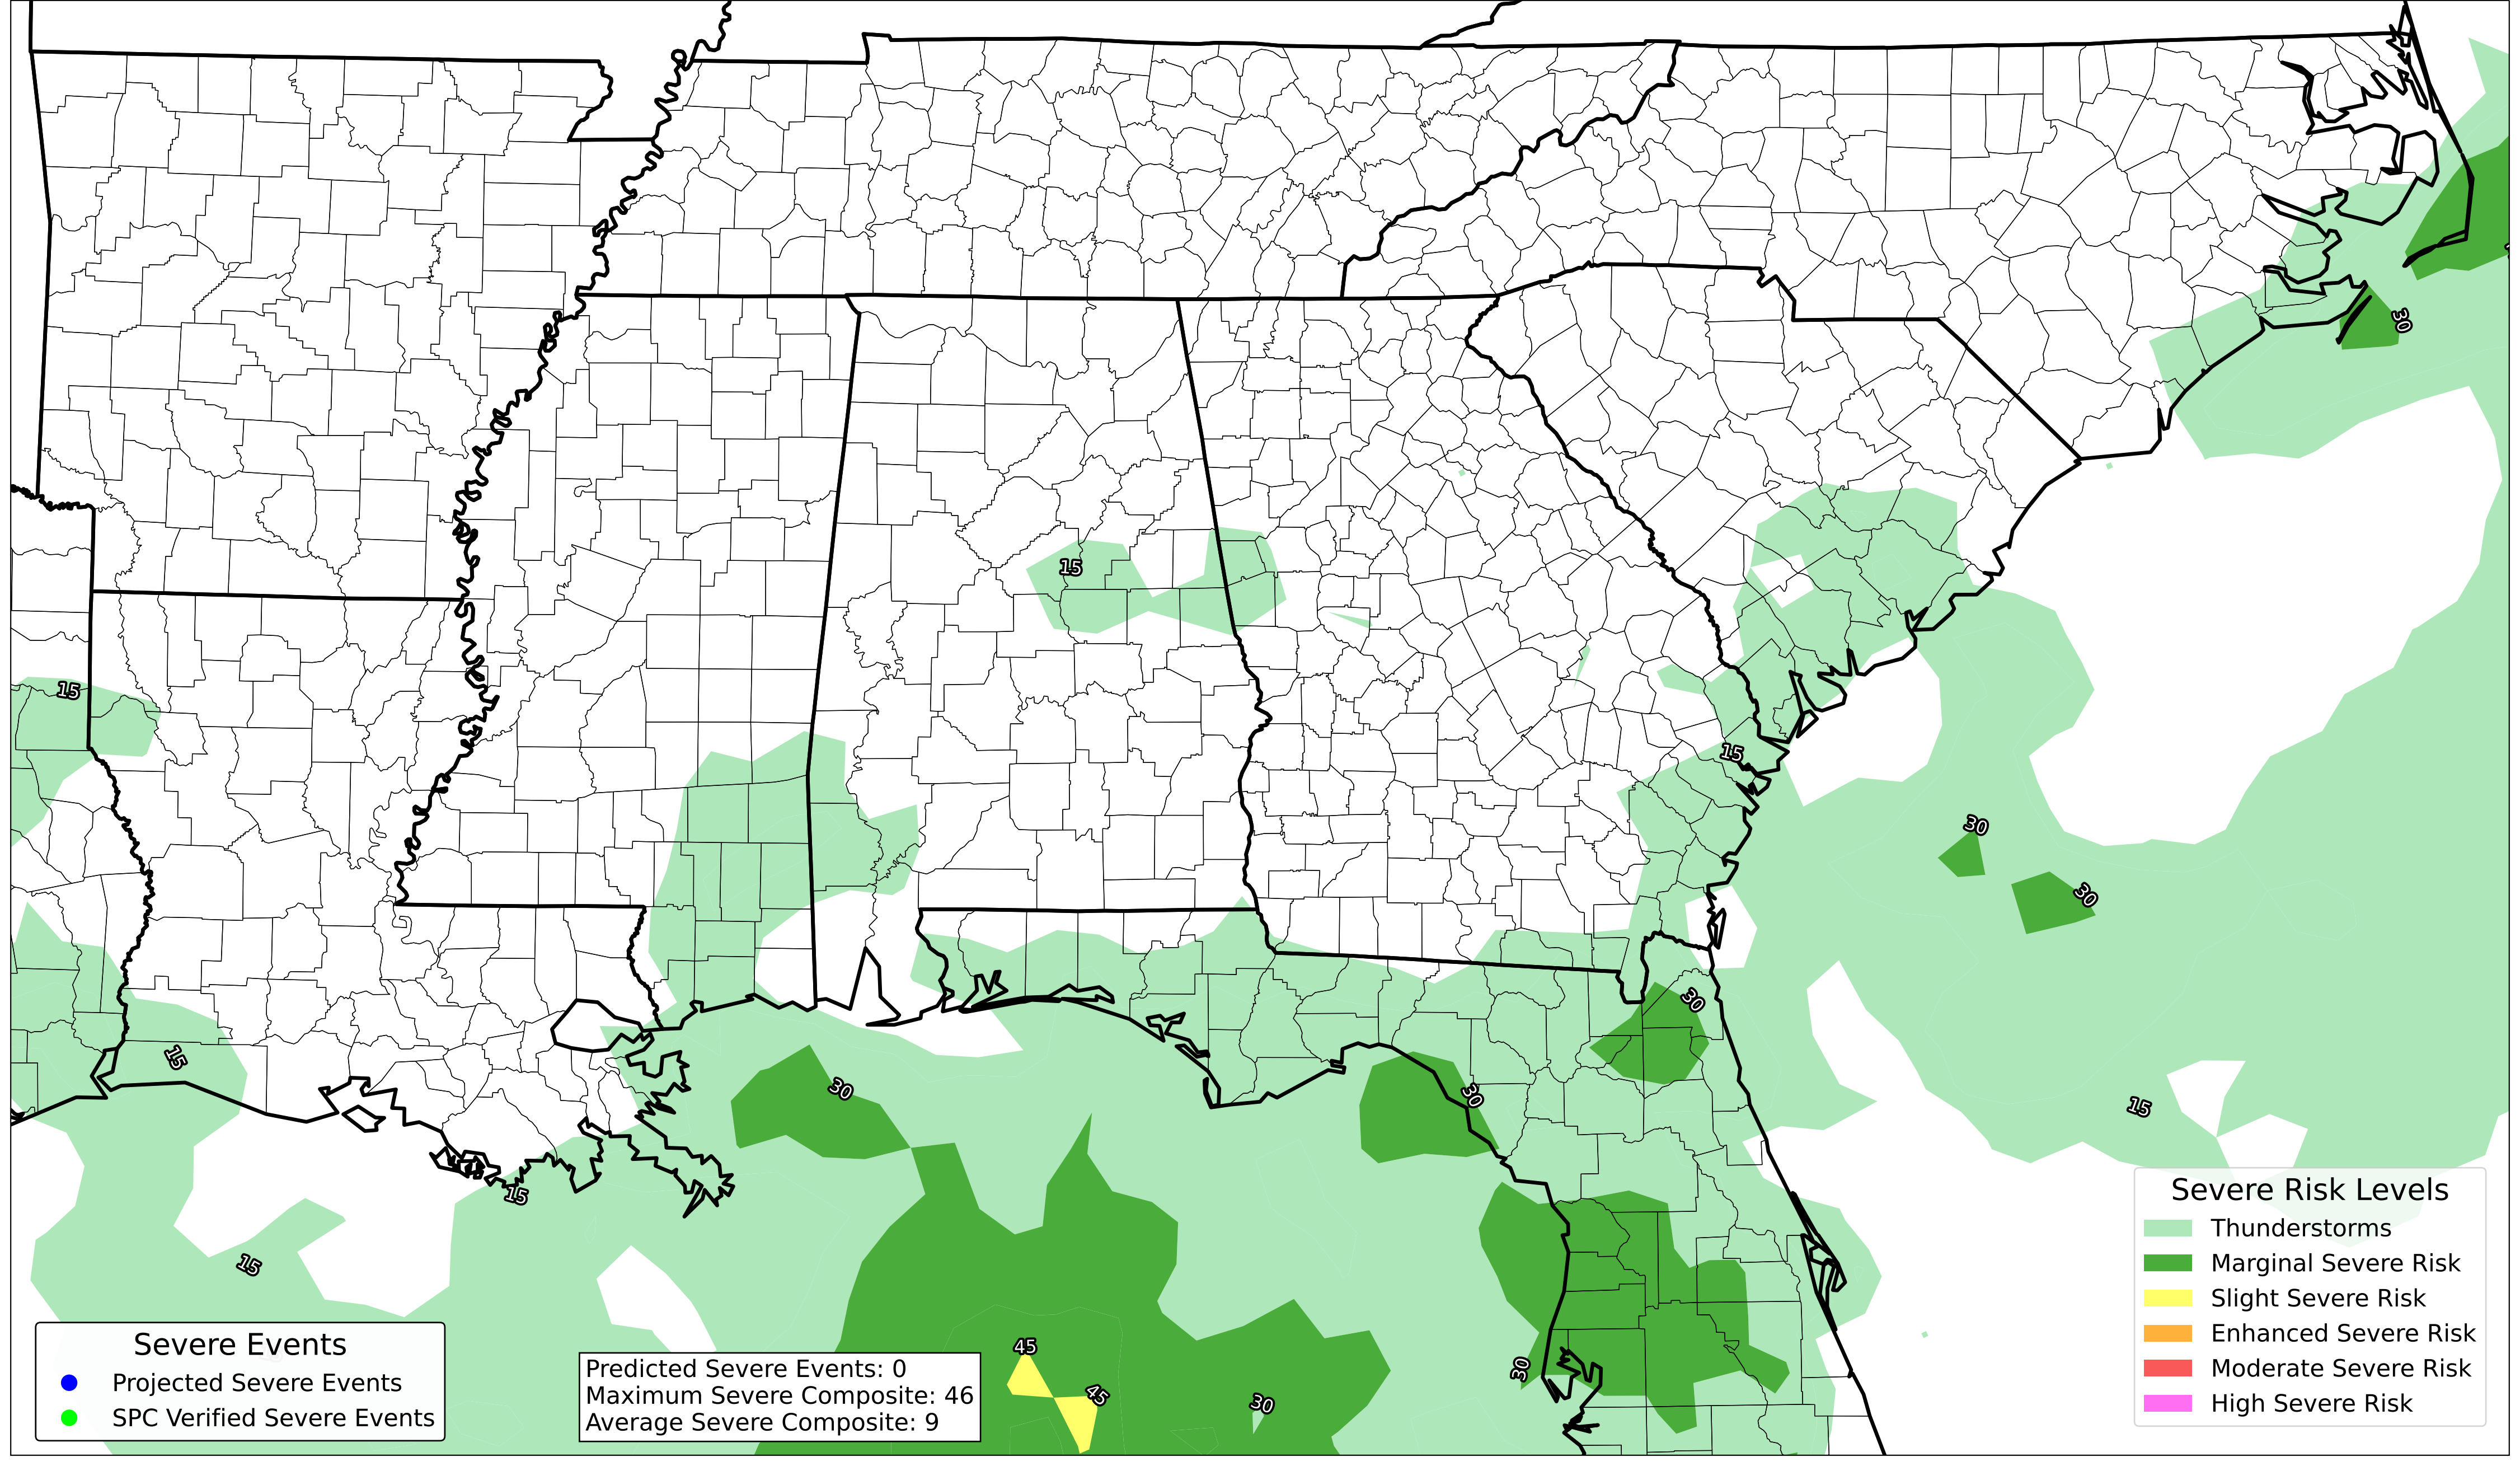 30
15
15
15
30
30
30
15
30
30
15
15
15
30
45
30
45
30
Severe Risk Levels
Thunderstorms
Marginal Severe Risk
Slight Severe Risk
Enhanced Severe Risk
Moderate Severe Risk
High Severe Risk
Severe Events
Projected Severe Events
SPC Verified Severe Events
Predicted Severe Events: 0
Maximum Severe Composite: 46
Average Severe Composite: 9